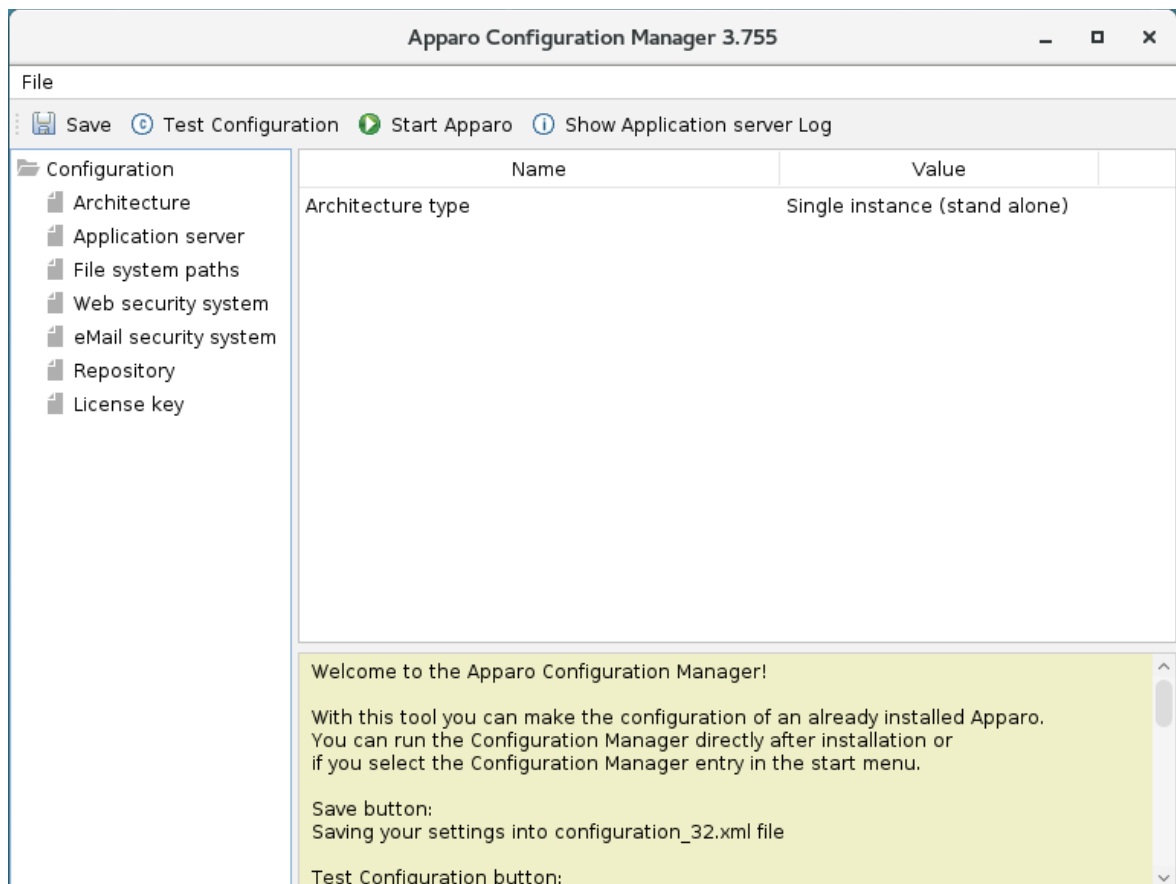 Apparo Configuration Manager 3.755
File
Save Test Configuration Start Apparo Show Application server Log
Configuration
Architecture
Application server
File system paths
Web security system
eMail security system
Repository
License key
Name Value
Architecture type Single instance (stand alone)
Welcome to the Apparo Configuration Manager!
With this tool you can make the configuration of an already installed Apparo.
You can run the Configuration Manager directly after installation or
if you select the Configuration Manager entry in the start menu.
Save button:
Saving your settings into configuration_32.xml file
Test Configuration button: